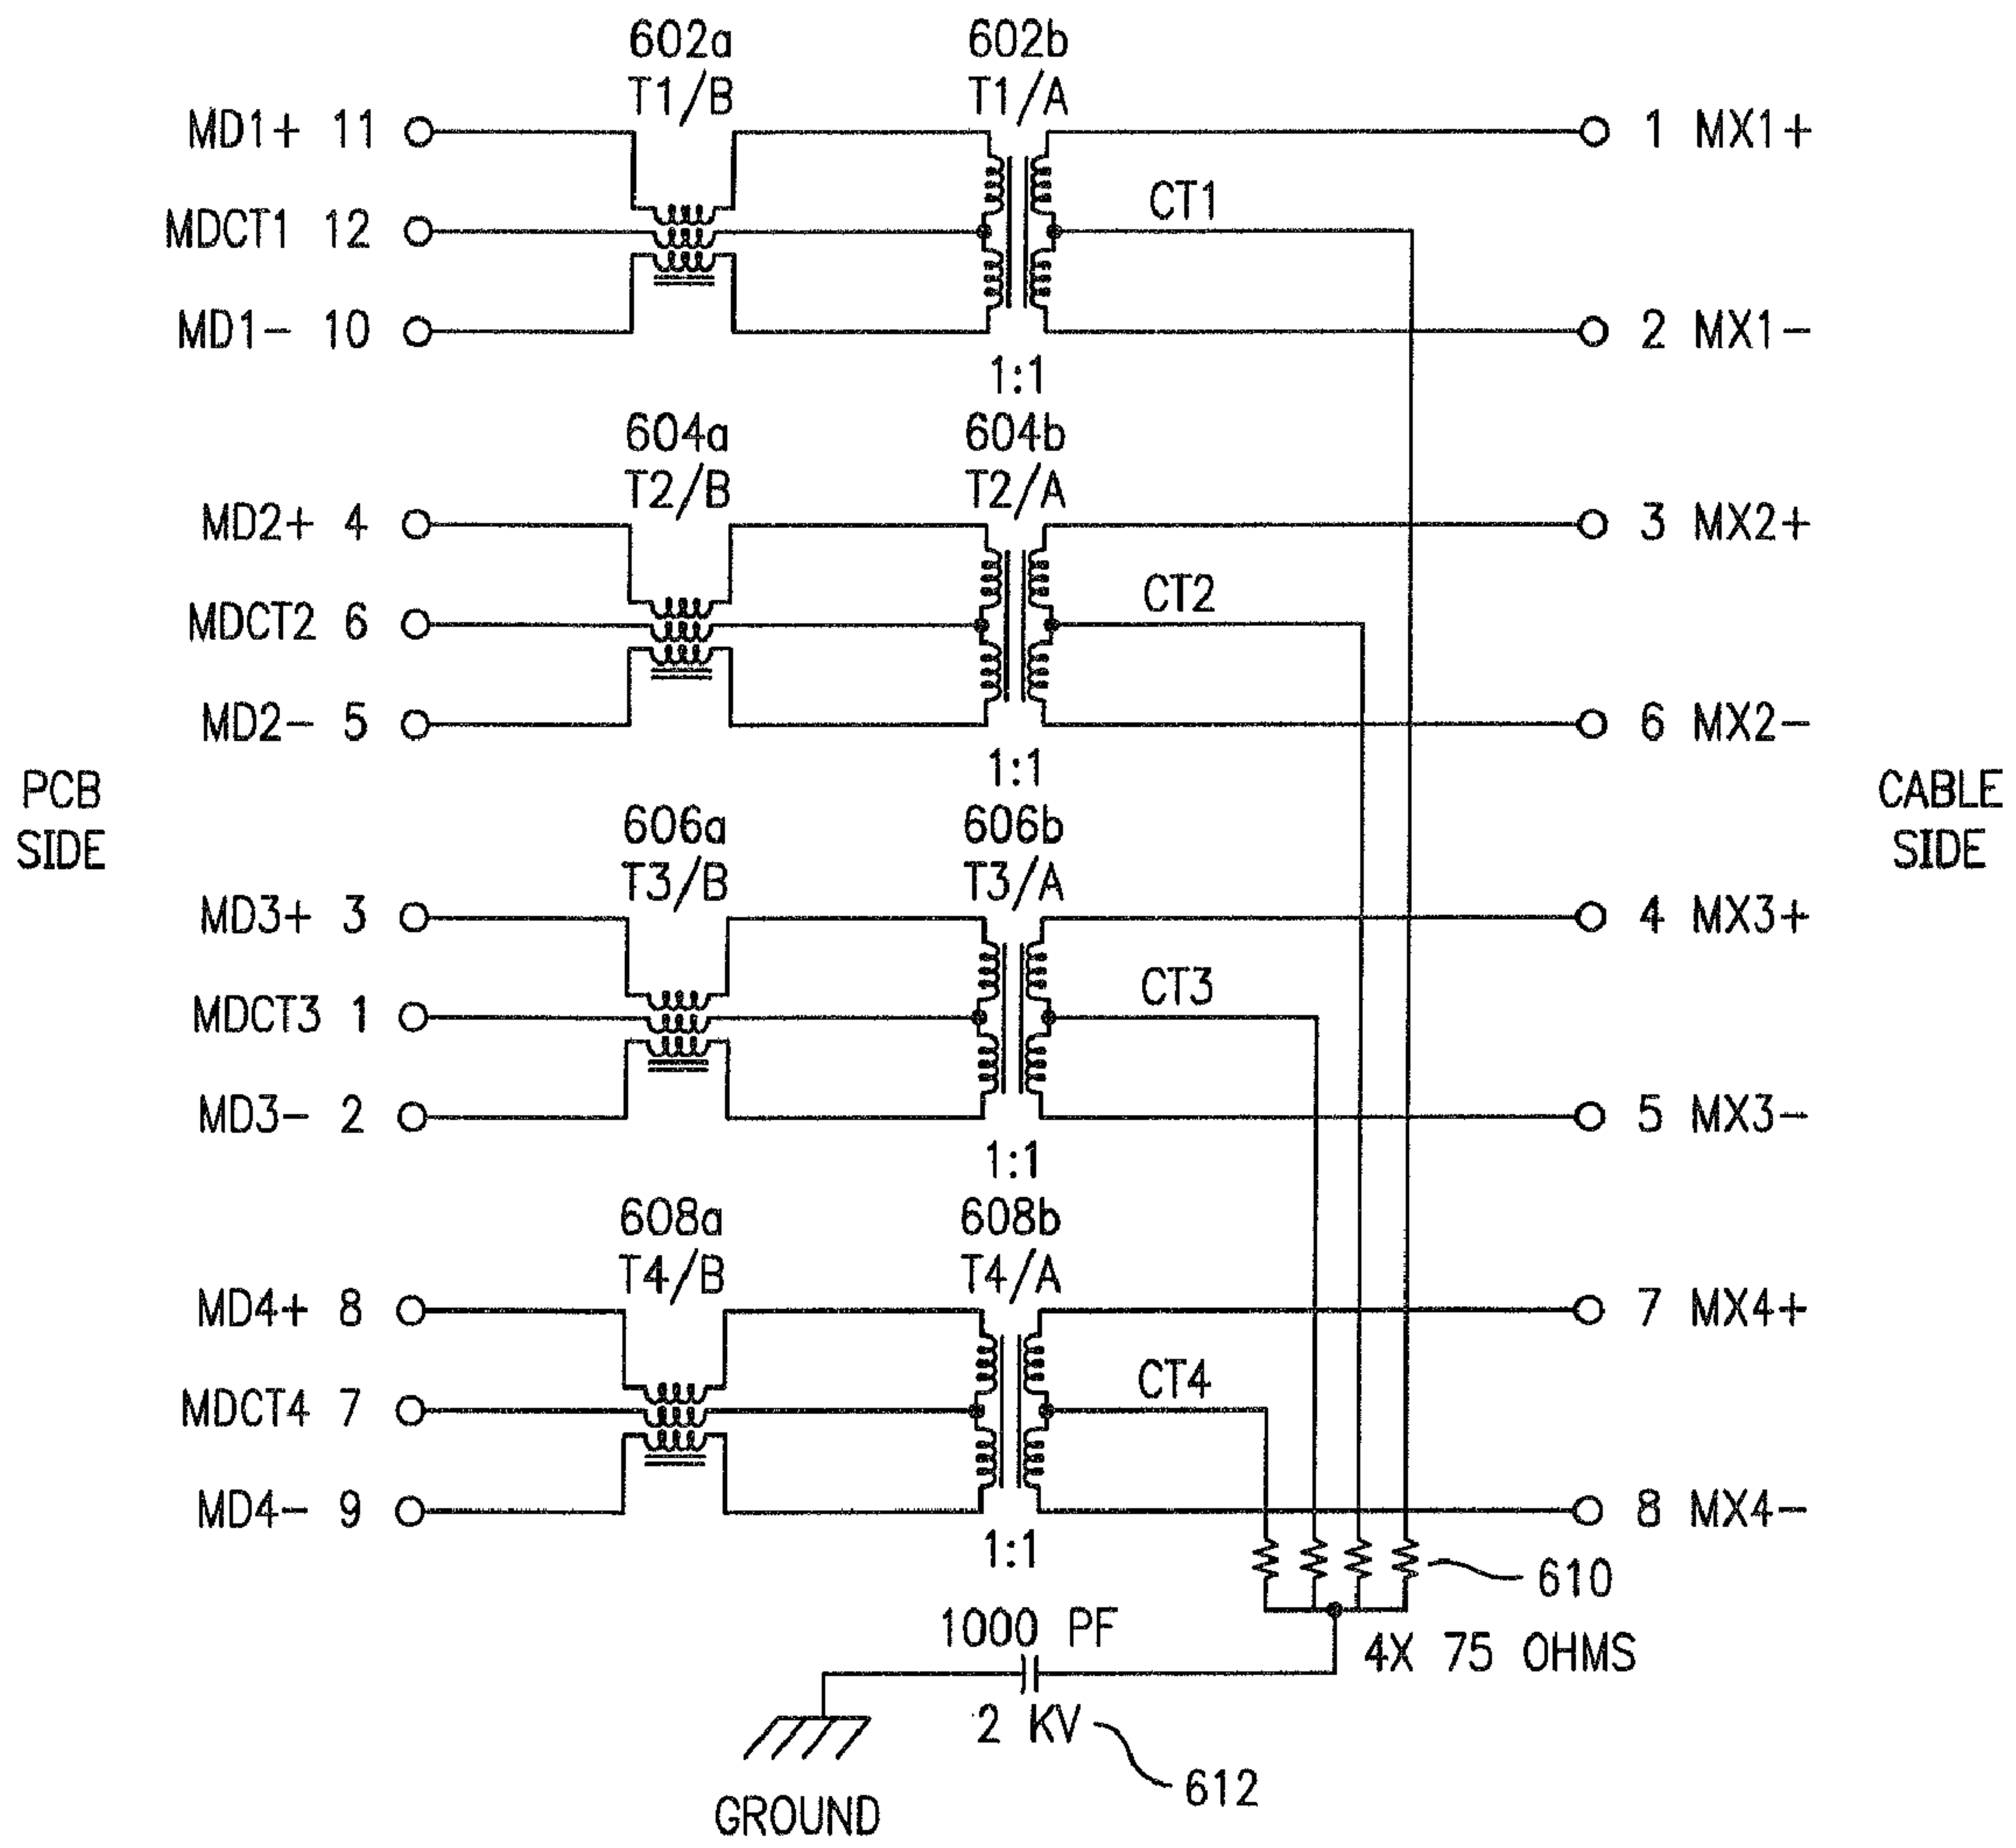 602a 602b
T1/B T1/A
MD1+ 11
1 MX1+
MDCT1 12
CT1
MD1- 10
2 MX1-
1:1
604a 604b
T2/B T2/A
MD2+ 4
3 MX2+
MDCT2 6
CT2
MD2- 5
6 MX2-
1:1
PCB
SIDE
CABLE
SIDE
606a 606b
T3/B T3/A
MD3+ 3
4 MX3+
MDCT3 1
CT3
MD3- 2
5 MX3-
1:1
608a 608b
T4/B T4/A
MD4+ 8
7 MX4+
MDCT4 7
CT4
MD4- 9
8 MX4-
1:1
610
1000 PF
4X 75 OHMS
2 KV
612
GROUND